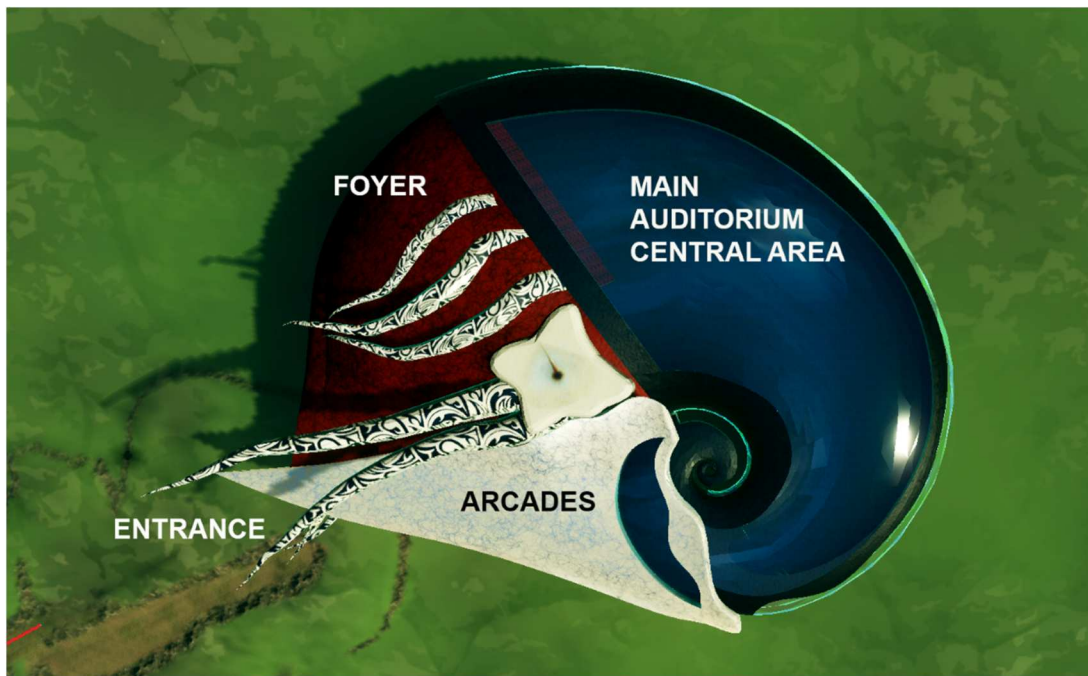 FOYER
MAIN
AUDITORIUM
CENTRAL AREA
ARCADES
ENTRANCE